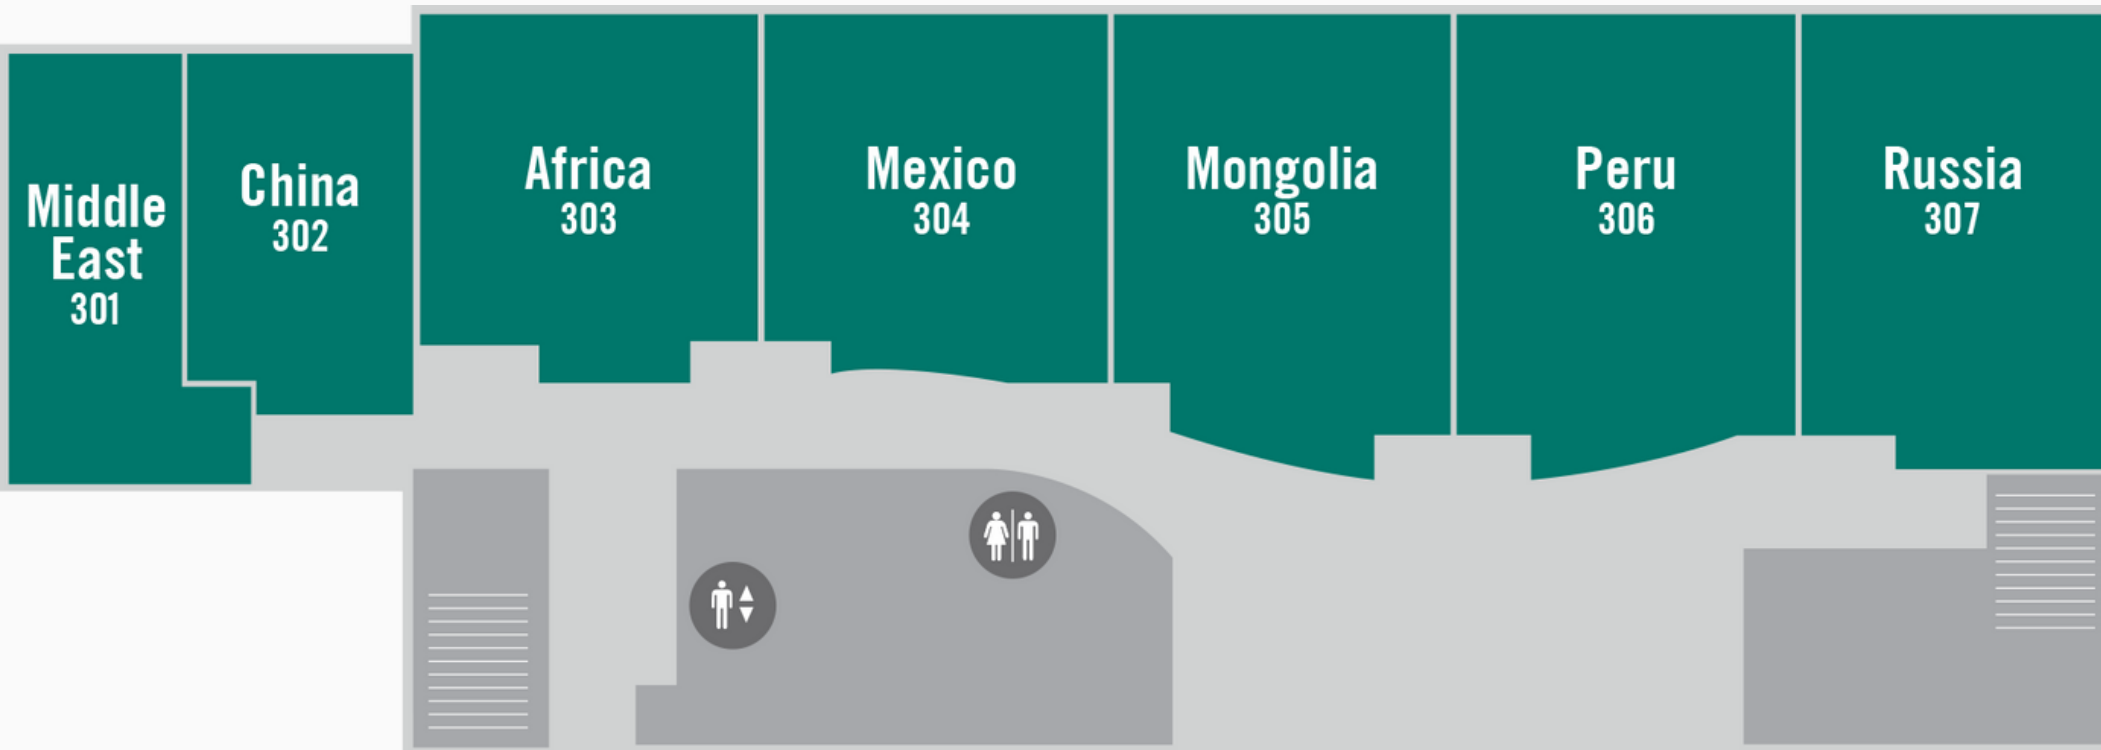 Middle
East
301
China
302
Africa
303
Mexico
304
Mongolia
305
Peru
306
Russia
307